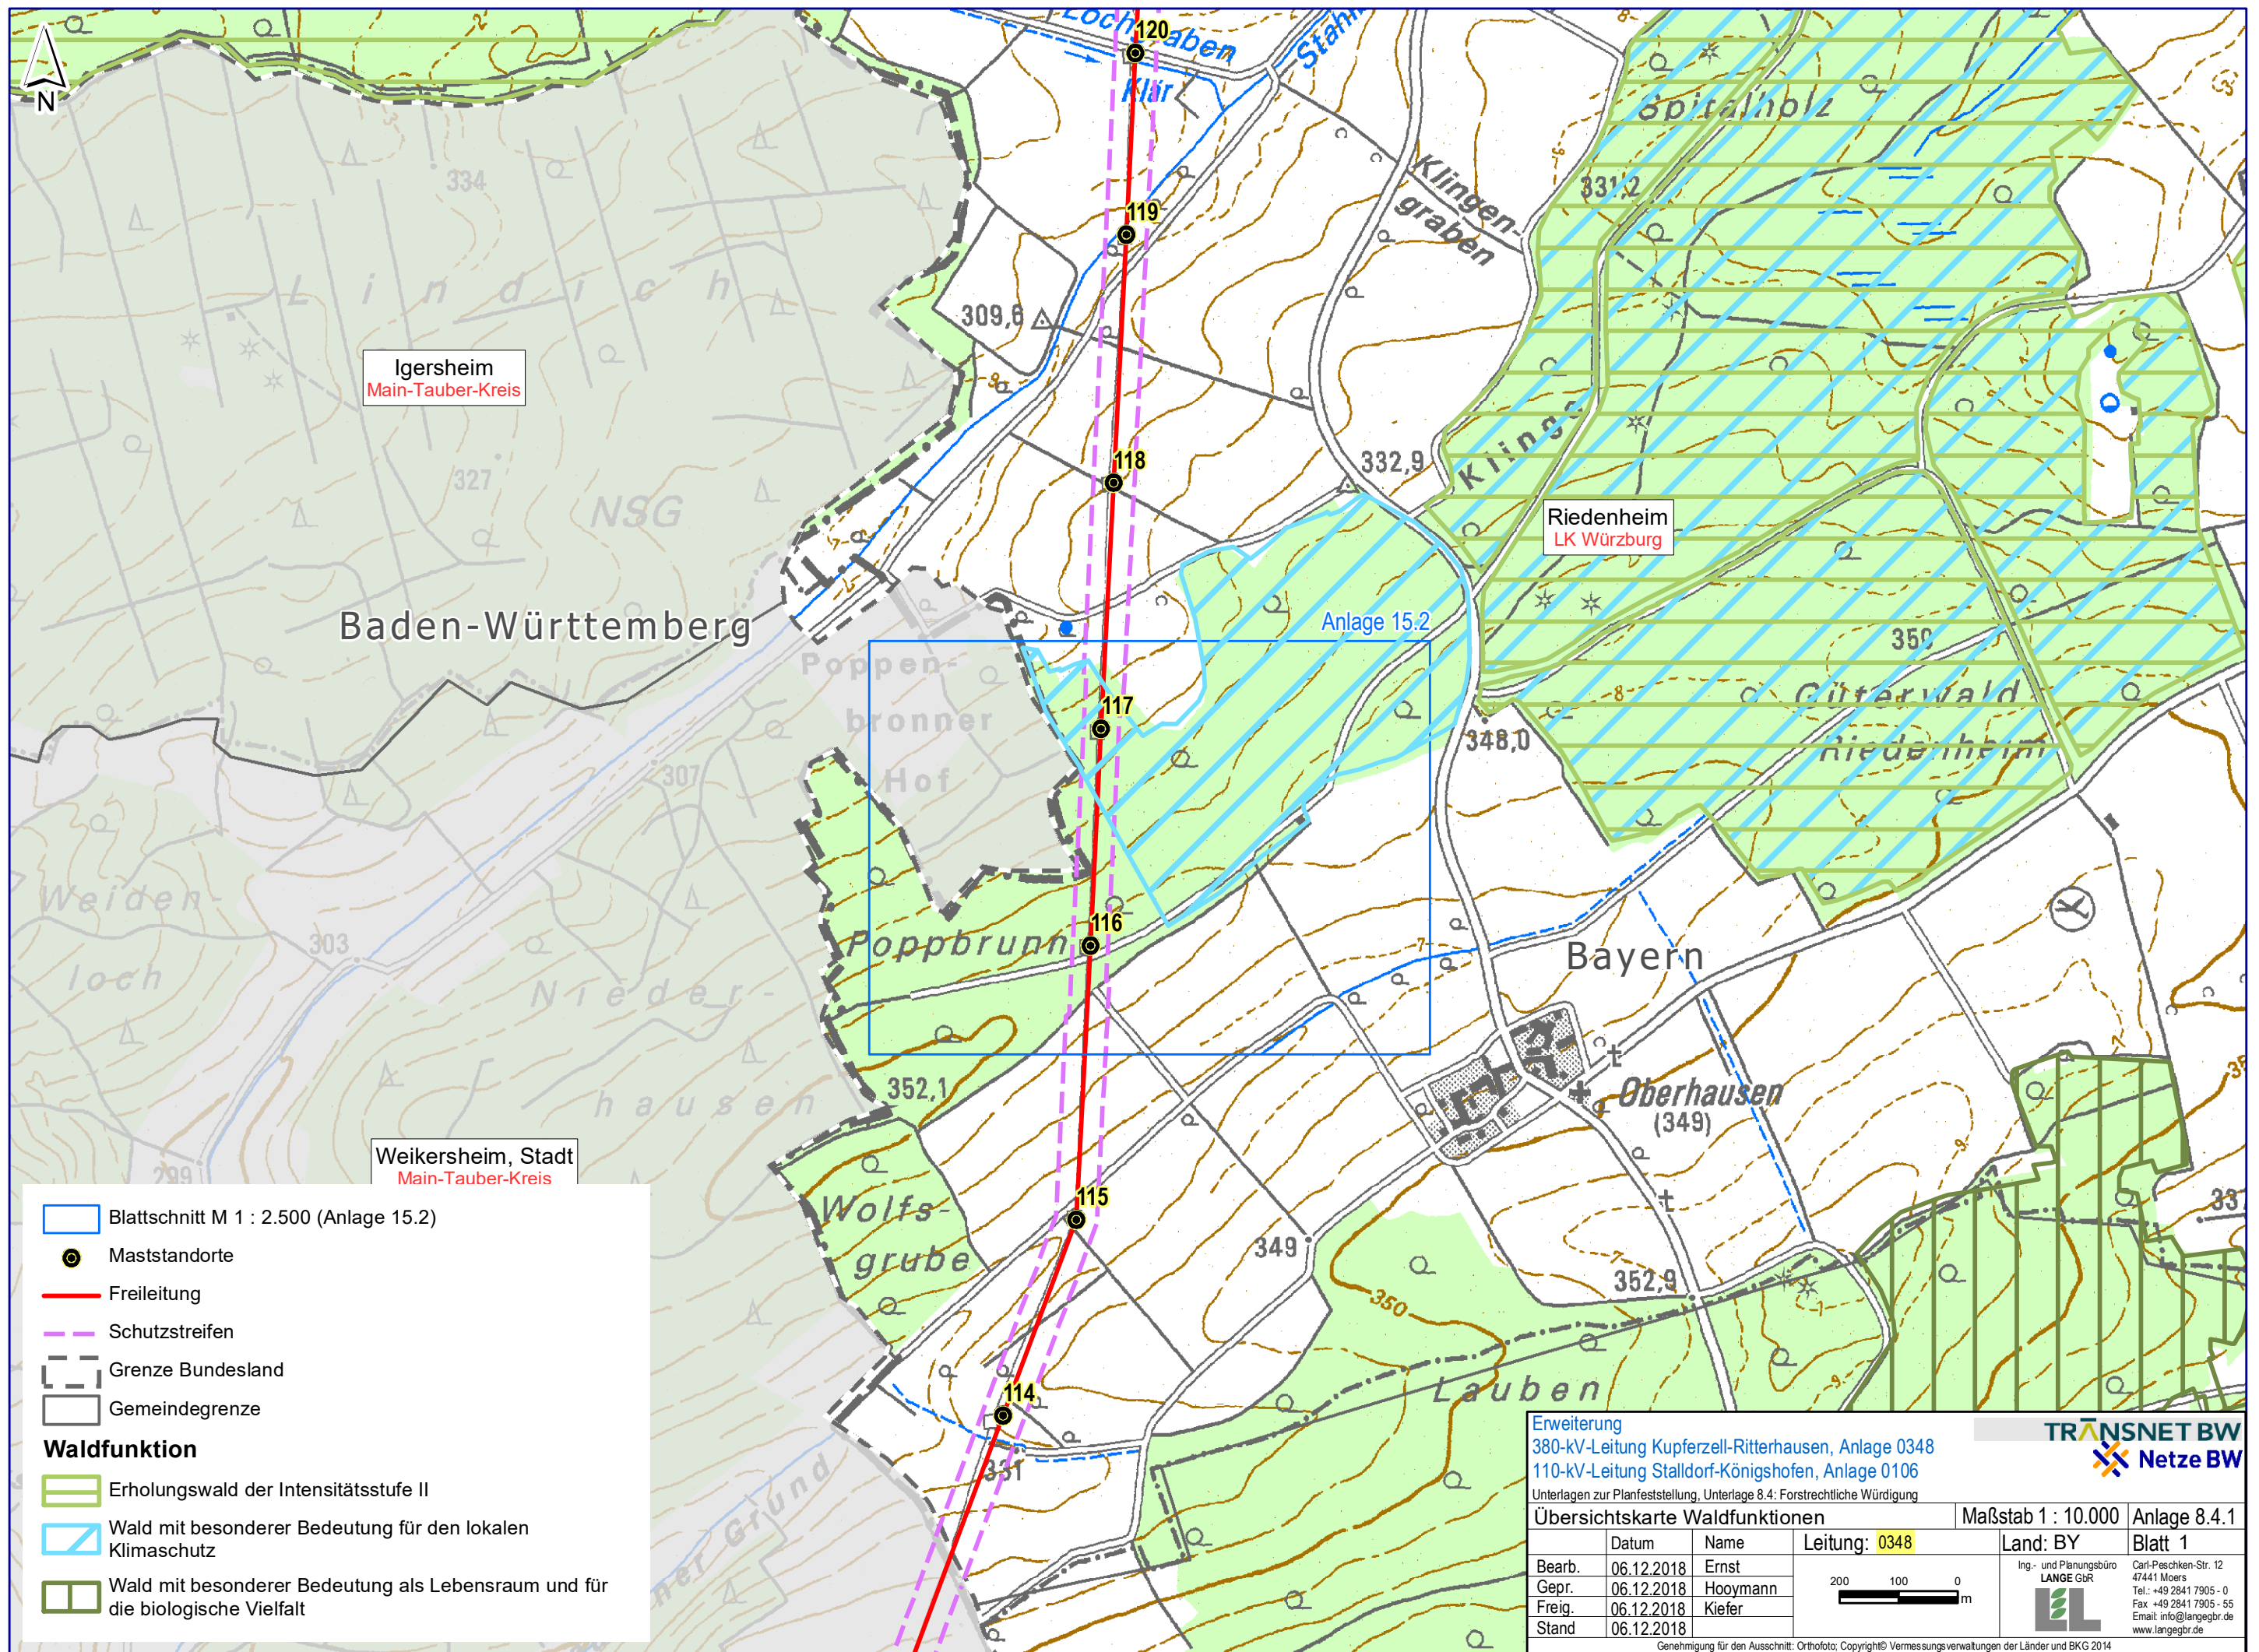 Loch
aben
120
Klär
N
Spiralholz
334
331,2
Klingen-
graben
119
Lindich
309,6
Igersheim
Main-Tauber-Kreis
118
332,9
Klinge
327
NSG
Riedenheim
LK Würzburg
Baden-Württemberg
Anlage 15.2
350
Poppen-
bronner
Hof
Güterwald
Riedenheim
117
348,0
307
8
Weiden-
loch
303
116
Poppbrunn
7
Bayern
Nieder-
hausen
352,1
Oberhausen
(349)
Weikersheim, Stadt
Main-Tauber-Kreis
299
Wolfs-
grube
115
349
352,9
350
114
331
Lauben
ner Grund
Blattschnitt M 1 : 2.500 (Anlage 15.2)
Maststandorte
Freileitung
Schutzstreifen
Grenze Bundesland
Gemeindegrenze
Waldfunktion
Erholungswald der Intensitätsstufe II
Wald mit besonderer Bedeutung für den lokalen
Klimaschutz
Wald mit besonderer Bedeutung als Lebensraum und für
die biologische Vielfalt
Erweiterung
380-kV-Leitung Kupferzell-Ritterhausen, Anlage 0348
110-kV-Leitung Stalldorf-Königshofen, Anlage 0106
TRANSNET BW
Netze BW
Unterlagen zur Planfeststellung, Unterlage 8.4: Forstrechtliche Würdigung
Übersichtskarte Waldfunktionen
Maßstab 1 : 10.000
Anlage 8.4.1
Datum Name
Leitung: 0348
Land: BY
Blatt 1
Bearb. 06.12.2018 Ernst
Gepr. 06.12.2018 Hooymann
Freig. 06.12.2018 Kiefer
Stand 06.12.2018
200 100 0
m
Ing.- und Planungsbüro
LANGE GbR
Carl-Peschken-Str. 12
47441 Moers
Tel.: +49 2841 7905 - 0
Fax +49 2841 7905 - 55
Email: info@langegbr.de
www.langegbr.de
Genehmigung für den Ausschnitt: Orthofoto; Copyright© Vermessungsverwaltungen der Länder und BKG 2014